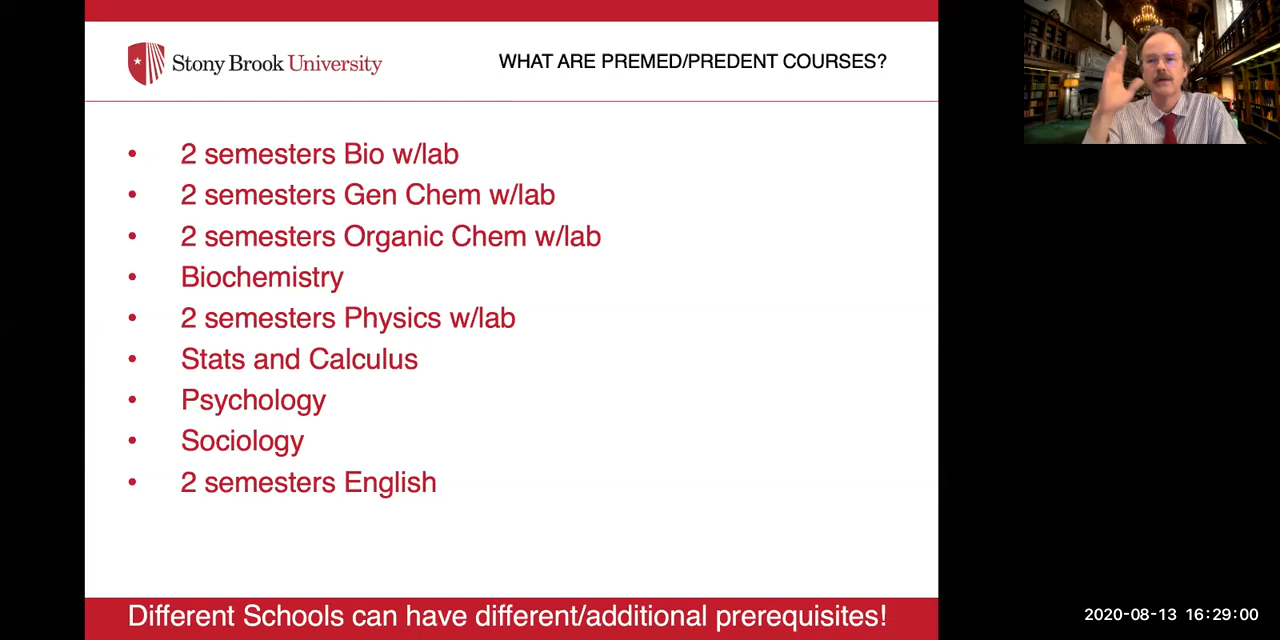 Stony Brook University
WHAT ARE PREMED/PREDENT COURSES?
• 2 semesters Bio w/lab
• 2 semesters Gen Chem w/lab
• 2 semesters Organic Chem w/lab
• Biochemistry
• 2 semesters Physics w/lab
• Stats and Calculus
• Psychology
• Sociology
• 2 semesters English
Different Schools can have different/additional prerequisites!
2020-08-13 16:29:00